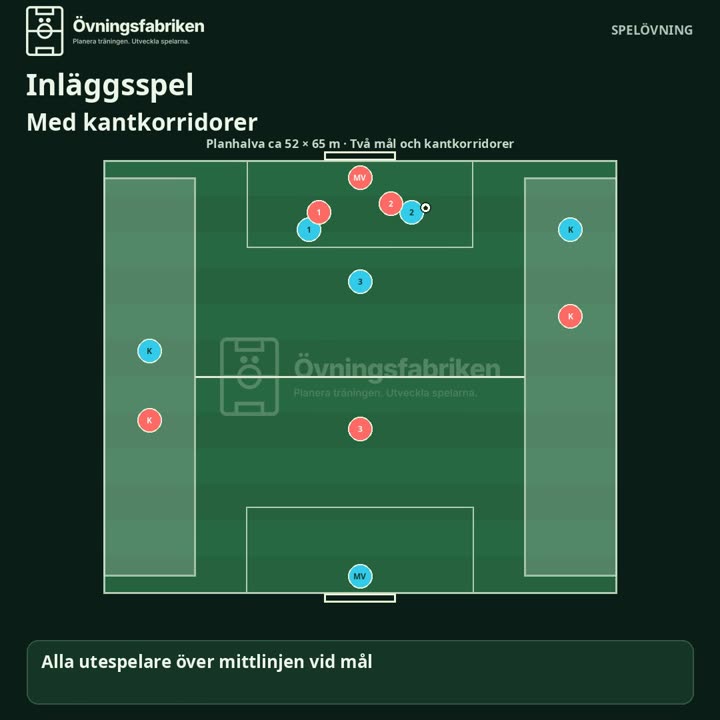 Övningsfabriken
Planera träningen. Utveckla spelarna.
SPELÖVNING
Inläggsspel
Med kantkorridorer
Planhalva ca 52 × 65 m · Två mål och kantkorridorer
MV
2
1
2
1
K
3
K
K
Övningsfabriken
Planera träningen. Utveckla spelarna.
K
3
MV
Alla utespelare över mittlinjen vid mål